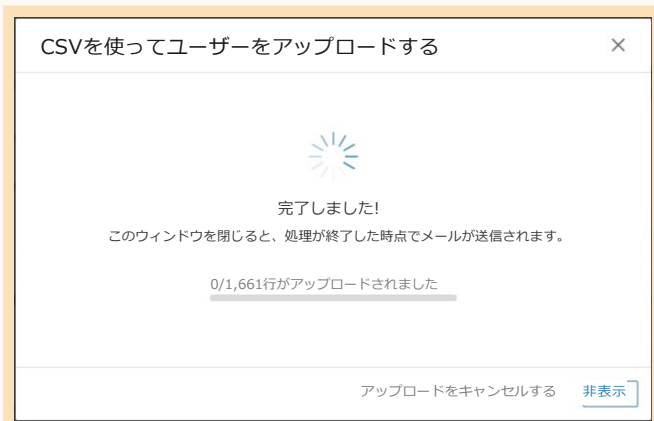 CSVを使ってユーザーをアップロードする
完了しました!
このウィンドウを閉じると、処理が終了した時点でメールが送信されます。
0/1,661行がアップロードされました
アップロードをキャンセルする 非表示